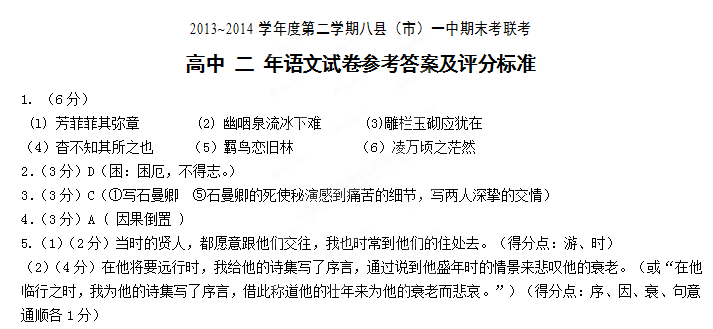 2013~2014 学年度第二学期八县（市）一中期末考联考
高中 二 年语文试卷参考答案及评分标准
1. （6分）
(1) 芳菲菲其弥章 (2) 幽咽泉流冰下难 (3)雕栏玉砌应犹在
（4）杳不知其所之也 （5）羁鸟恋旧林 （6）凌万顷之茫然
2.(3分) D(困：困厄，不得志。)
3.(3分) C(①写石曼卿 ⑤石曼卿的死使秘演感到痛苦的细节，写两人深挚的交情)
4.(3分) A ( 因果倒置 )
5.(1)(2分) 当时的贤人，都愿意跟他们交往，我也时常到他们的住处去。(得分点：游、时)
(2)(4分) 在他将要远行时，我给他的诗集写了序言，通过说到他盛年时的情景来悲叹他的衰老。(或“在他
临行之时，我为他的诗集写了序言，借此称道他的壮年来为他的衰老而悲哀。”) (得分点：序、因、衰、句意
通顺各1分)